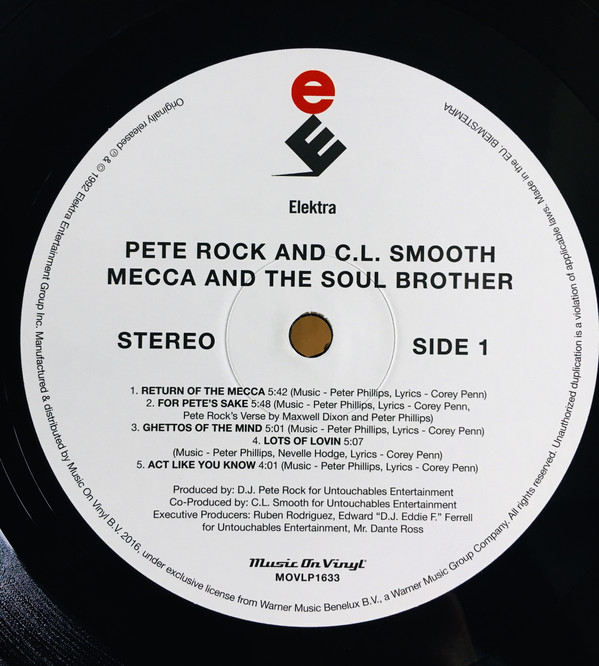 e
E
Elektra
PETE ROCK AND C.L. SMOOTH
MECCA AND THE SOUL BROTHER
STEREO
SIDE 1
1. RETURN OF THE MECCA 5:42 (Music - Peter Phillips, Lyrics - Corey Penn)
2. FOR PETE'S SAKE 5:48 (Music - Peter Phillips, Lyrics - Corey Penn,
Pete Rock's Verse by Maxwell Dixon and Peter Phillips)
3. GHETTOS OF THE MIND 5:01 (Music - Peter Phillips, Lyrics - Corey Penn)
4. LOTS OF LOVIN 5:07
(Music - Peter Phillips, Nevelle Hodge, Lyrics - Corey Penn)
5. ACT LIKE YOU KNOW 4:01 (Music - Peter Phillips, Lyrics - Corey Penn)
Produced by: D.J. Pete Rock for Untouchables Entertainment
Co-Produced by: C.L. Smooth for Untouchables Entertainment
Executive Producers: Ruben Rodriguez, Edward "D.J. Eddie F." Ferrell
for Untouchables Entertainment, Mr. Dante Ross
Music On Vinyl
MOVLP1633
Originally released ℗ & © 1992 Elektra Entertainment Group Inc. Manufactured & distributed by Music On Vinyl B.V. 2016, under exclusive license from Warner Music Benelux B.V., a Warner Music Group Company. All rights reserved. Unauthorized duplication is a violation of applicable laws. Made in the EU. BIEM/STEMRA